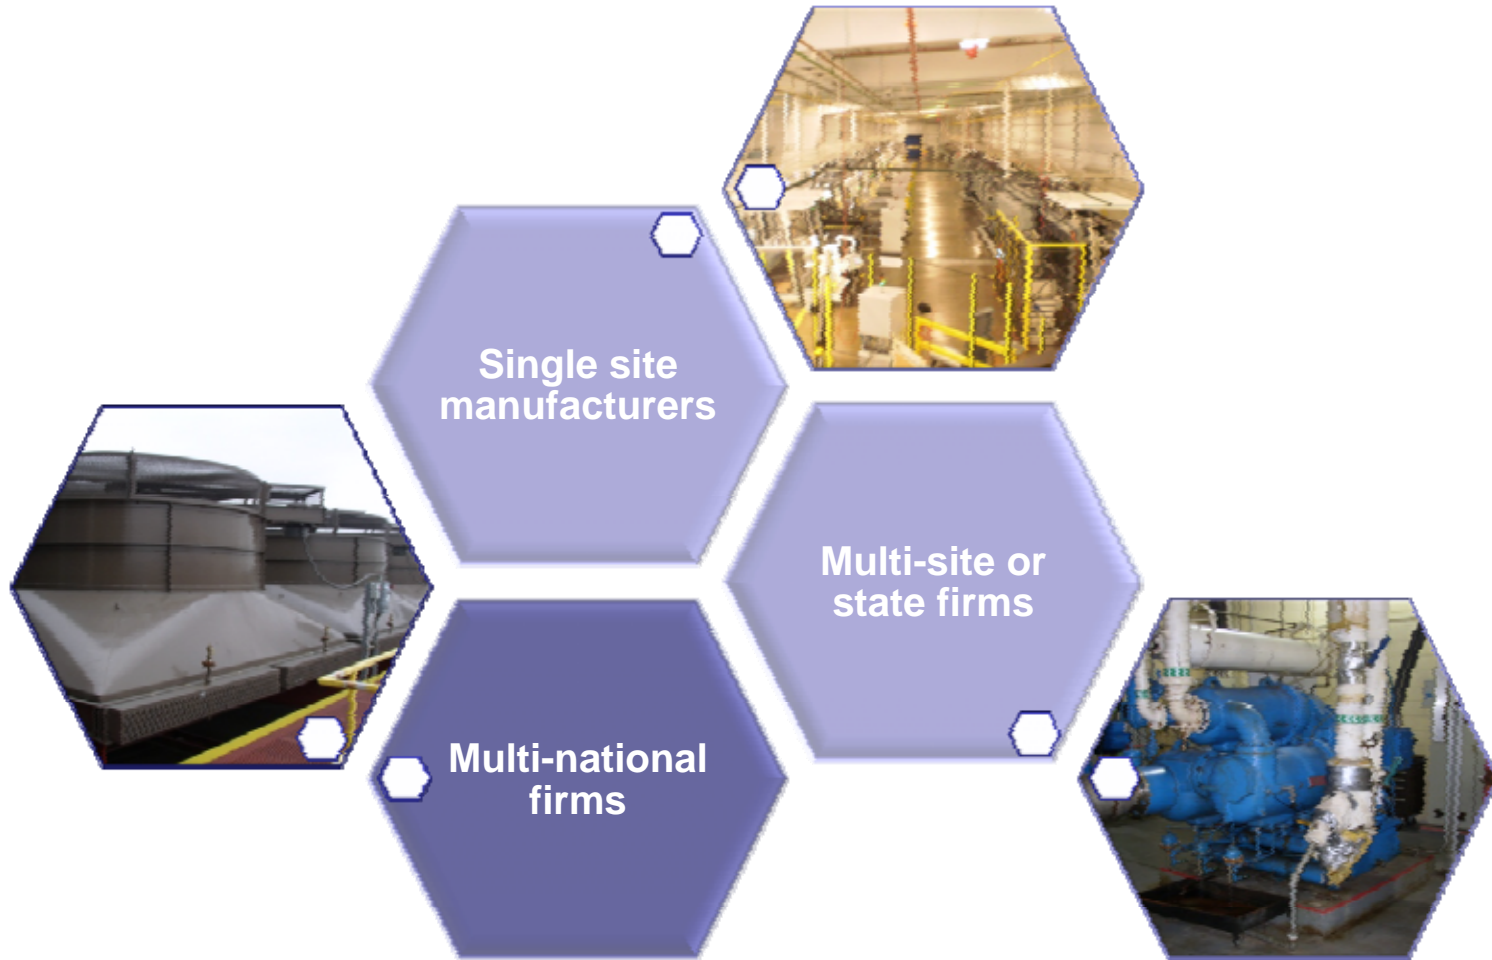 Single site
manufacturers
Multi-site or
state firms
Multi-national
firms